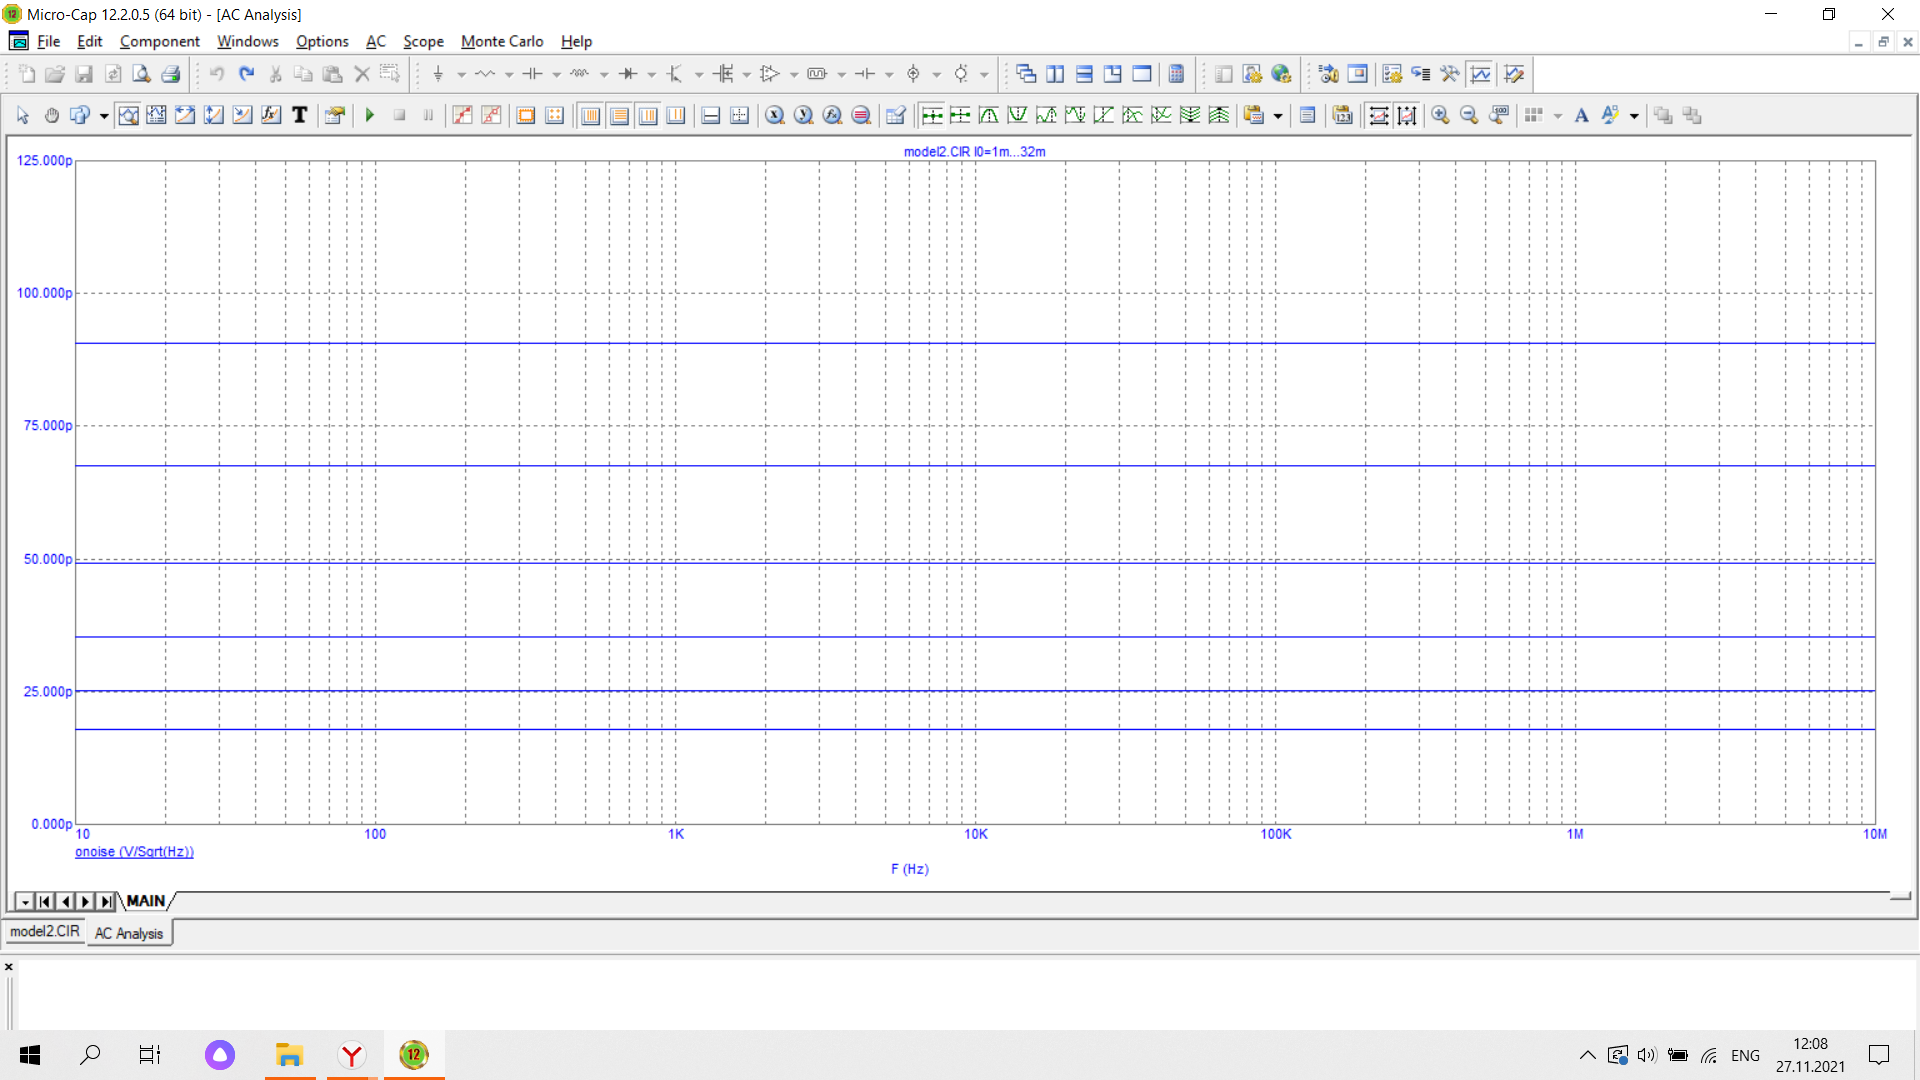 Micro-Cap 12.2.0.5 (64 bit) - [AC Analysis]
File Edit Component Windows Options AC Scope Monte Carlo Help
model2.CIR I0=1m...32m
125.000p
100.000p
75.000p
50.000p
25.000p
0.000p
10 100 1K 10K 100K 1M 10M
onoise (V/Sqrt(Hz))
F (Hz)
MAIN
model2.CIR AC Analysis
12:08
ENG
27.11.2021